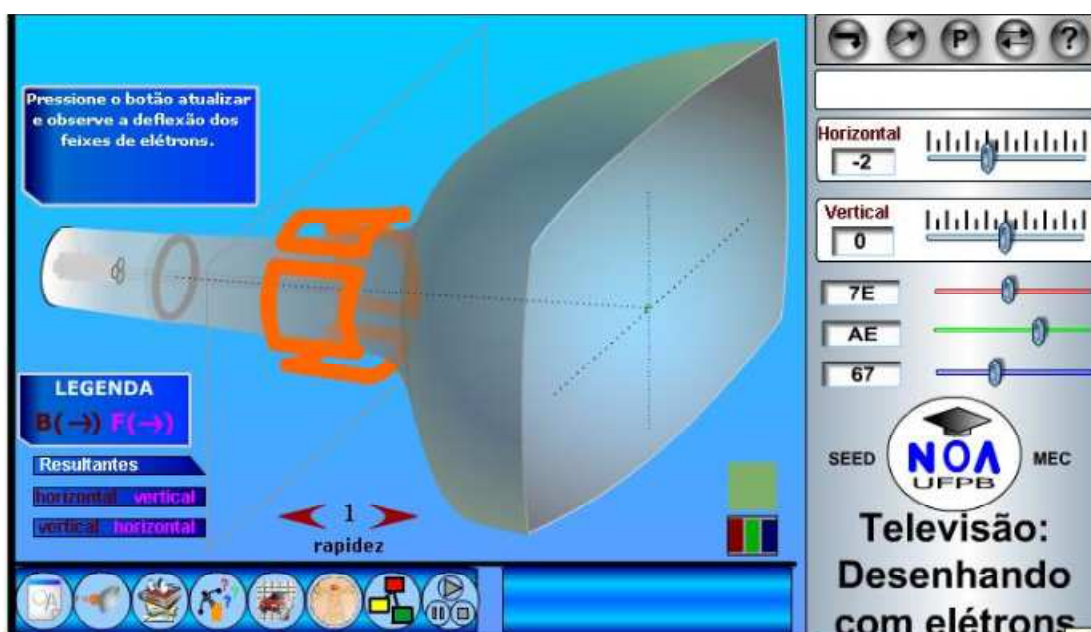 Pressione o botão atualizar
e observe a deflexão dos
feixes de elétrons.
LEGENDA
B(→) F(→)
Resultantes
horizontal vertical
vertical horizontal
1
rapidez
P ?
Horizontal
-2
Vertical
0
7E
AE
67
SEED NOA MEC
UFPB
Televisão:
Desenhando
com elétrons